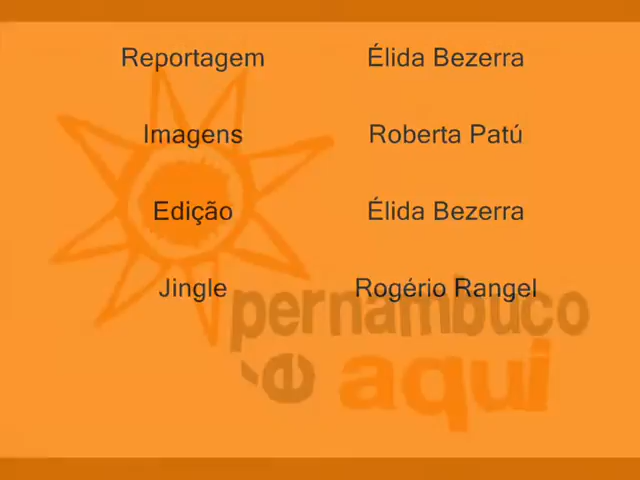 Reportagem Élida Bezerra
Imagens Roberta Patú
Edição Élida Bezerra
Jingle Rogério Rangel
pernambuco
é aqui